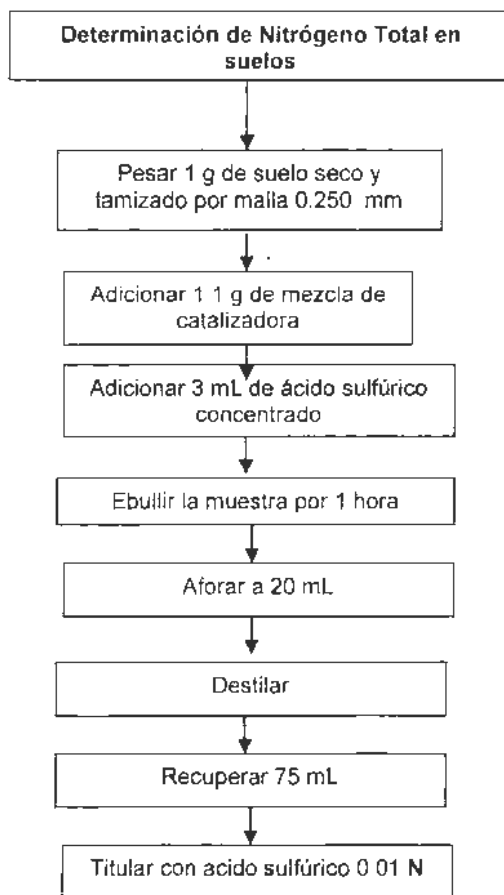 Determinación de Nitrógeno Total en
suelos
Pesar 1 g de suelo seco y
tamizado por malla 0.250 mm
Adicionar 1 1 g de mezcla de
catalizadora
Adicionar 3 mL de ácido sulfúrico
concentrado
Ebullir la muestra por 1 hora
Aforar a 20 mL
Destilar
Recuperar 75 mL
Titular con acido sulfúrico 0 01 N